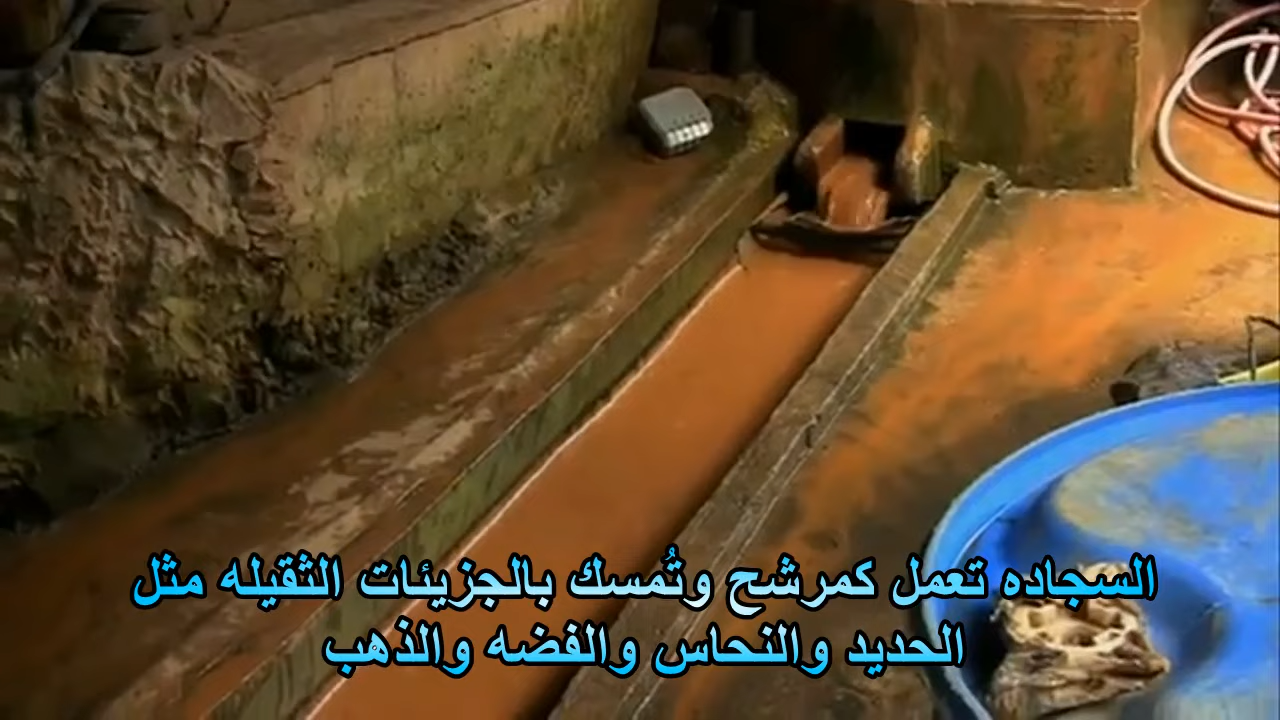 السجاده تعمل كمرشح وتُمسك بالجزيئات الثقيله مثل
الحديد والنحاس والفضه والذهب